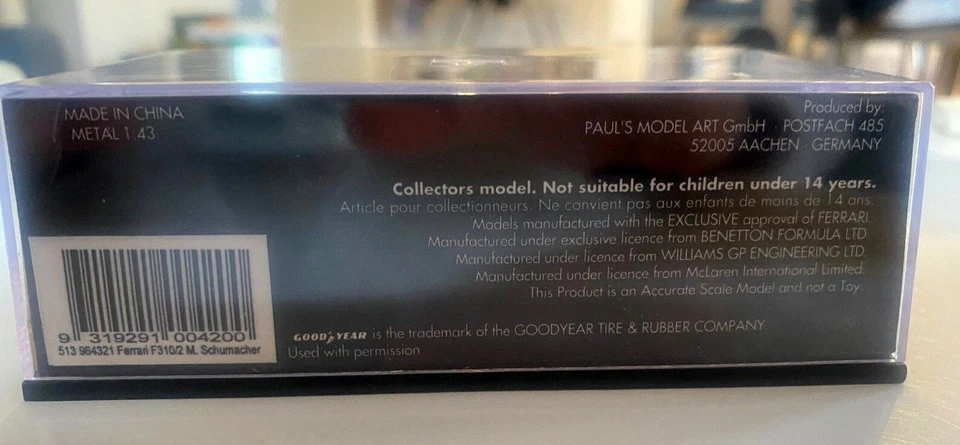 MADE IN CHINA
METAL 1:43
Produced by:
PAUL'S MODEL ART GmbH · POSTFACH 485
52005 AACHEN · GERMANY
Collectors model. Not suitable for children under 14 years.
Article pour collectionneurs. Ne convient pas aux enfants de moins de 14 ans.
Models manufactured with the EXCLUSIVE approval of FERRARI.
Manufactured under exclusive licence from BENETTON FORMULA LTD
Manufactured under licence from WILLIAMS GP ENGINEERING LTD.
Manufactured under licence from McLaren International Limited.
This Product is an Accurate Scale Model and not a Toy.
9 319291 004200
513 964321 Ferrari F310/2 M. Schumacher
GOODYEAR is the trademark of the GOODYEAR TIRE & RUBBER COMPANY
Used with permission